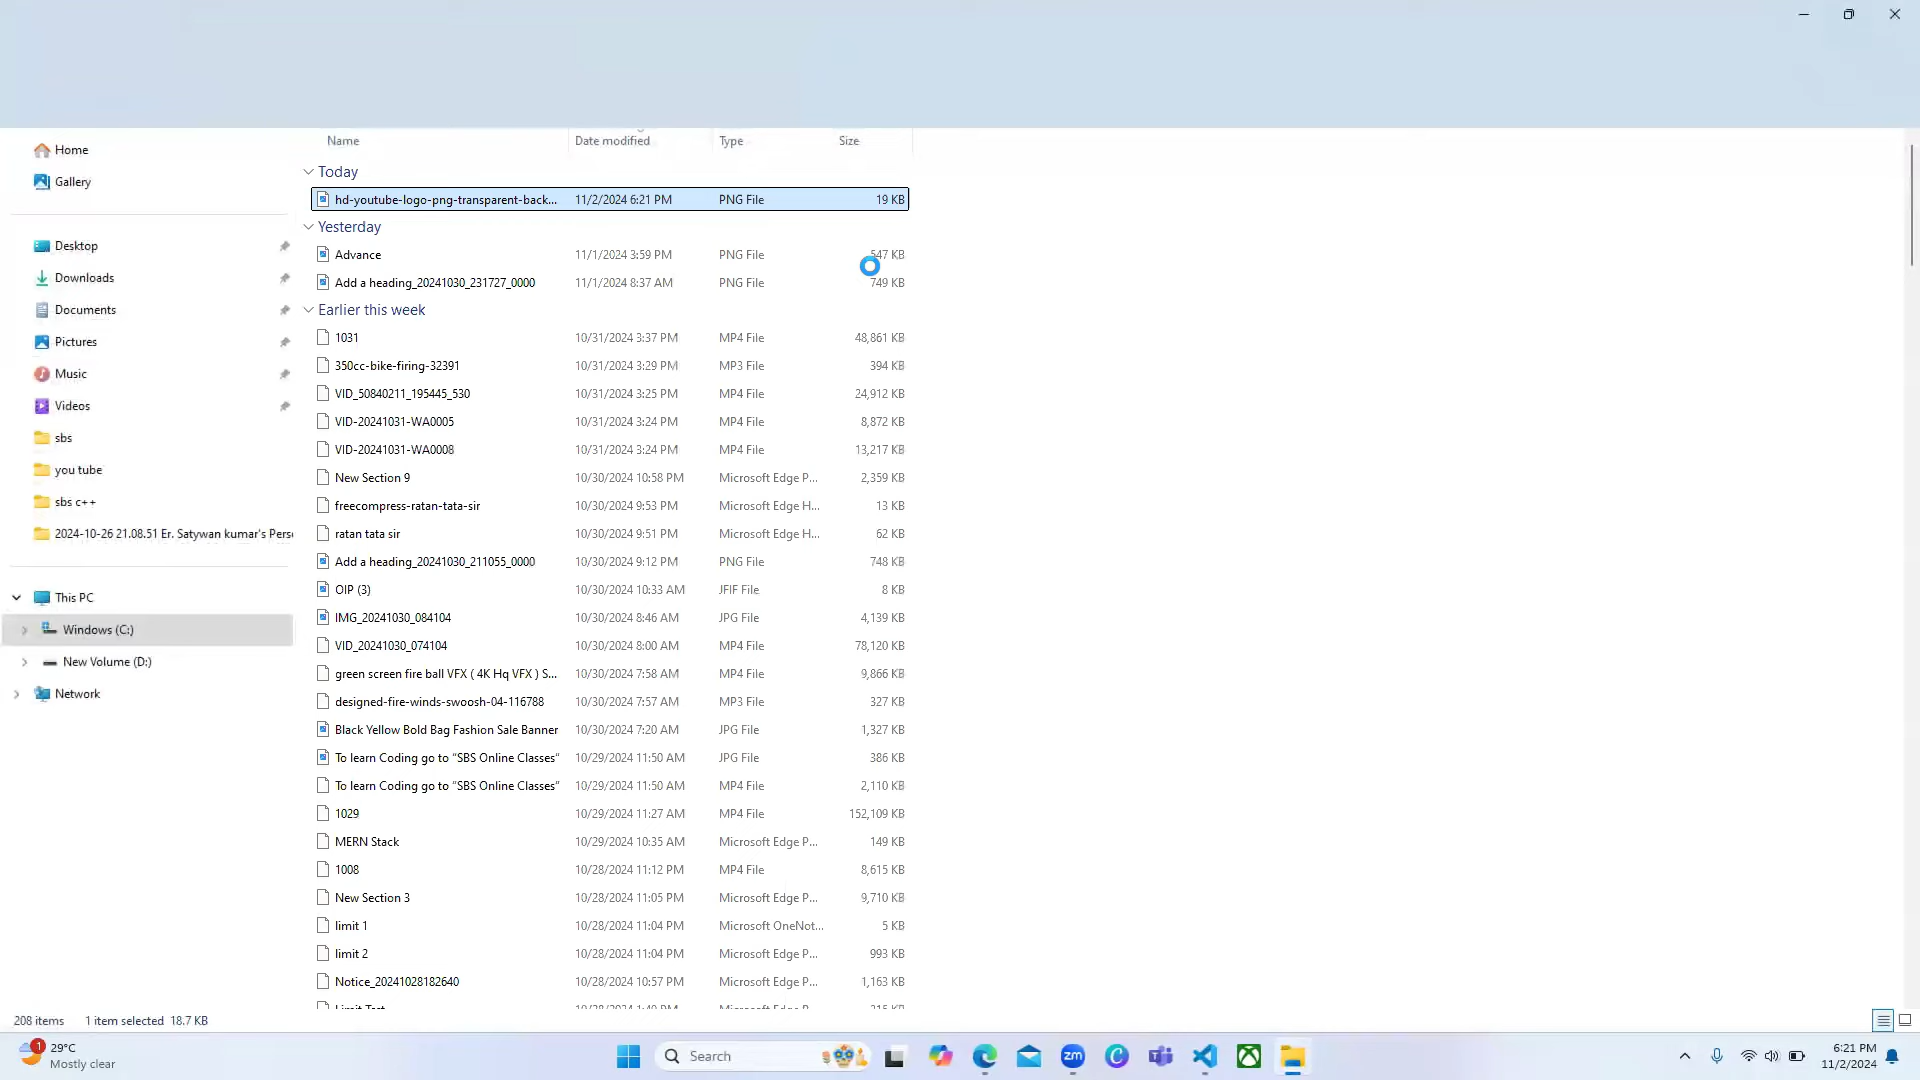 Name Date modified Type Size
Home
Gallery
Desktop
Downloads
Documents
Pictures
Music
Videos
sbs
you tube
sbs c++
2024-10-26 21.08.51 Er. Satywan kumar's Pers
This PC
Windows (C:)
New Volume (D:)
Network
Today
hd-youtube-logo-png-transparent-back... 11/2/2024 6:21 PM PNG File 19 KB
Yesterday
Advance 11/1/2024 3:59 PM PNG File 547 KB
Add a heading_20241030_231727_0000 11/1/2024 8:37 AM PNG File 749 KB
Earlier this week
1031 10/31/2024 3:37 PM MP4 File 48,861 KB
350cc-bike-firing-32391 10/31/2024 3:29 PM MP3 File 394 KB
VID_50840211_195445_530 10/31/2024 3:25 PM MP4 File 24,912 KB
VID-20241031-WA0005 10/31/2024 3:24 PM MP4 File 8,872 KB
VID-20241031-WA0008 10/31/2024 3:24 PM MP4 File 13,217 KB
New Section 9 10/30/2024 10:58 PM Microsoft Edge P... 2,359 KB
freecompress-ratan-tata-sir 10/30/2024 9:53 PM Microsoft Edge H... 13 KB
ratan tata sir 10/30/2024 9:51 PM Microsoft Edge H... 62 KB
Add a heading_20241030_211055_0000 10/30/2024 9:12 PM PNG File 748 KB
OIP (3) 10/30/2024 10:33 AM JFIF File 8 KB
IMG_20241030_084104 10/30/2024 8:46 AM JPG File 4,139 KB
VID_20241030_074104 10/30/2024 8:00 AM MP4 File 78,120 KB
green screen fire ball VFX ( 4K Hq VFX ) S... 10/30/2024 7:58 AM MP4 File 9,866 KB
designed-fire-winds-swoosh-04-116788 10/30/2024 7:57 AM MP3 File 327 KB
Black Yellow Bold Bag Fashion Sale Banner 10/30/2024 7:20 AM JPG File 1,327 KB
To learn Coding go to “SBS Online Classes” 10/29/2024 11:50 AM JPG File 386 KB
To learn Coding go to “SBS Online Classes” 10/29/2024 11:50 AM MP4 File 2,110 KB
1029 10/29/2024 11:27 AM MP4 File 152,109 KB
MERN Stack 10/29/2024 10:35 AM Microsoft Edge P... 149 KB
1008 10/28/2024 11:12 PM MP4 File 8,615 KB
New Section 3 10/28/2024 11:05 PM Microsoft Edge P... 9,710 KB
limit 1 10/28/2024 11:04 PM Microsoft OneNot... 5 KB
limit 2 10/28/2024 11:04 PM Microsoft Edge P... 993 KB
Notice_20241028182640 10/28/2024 10:57 PM Microsoft Edge P... 1,163 KB
208 items 1 item selected 18.7 KB
1
29°C
Mostly clear
Search
zm
6:21 PM
11/2/2024